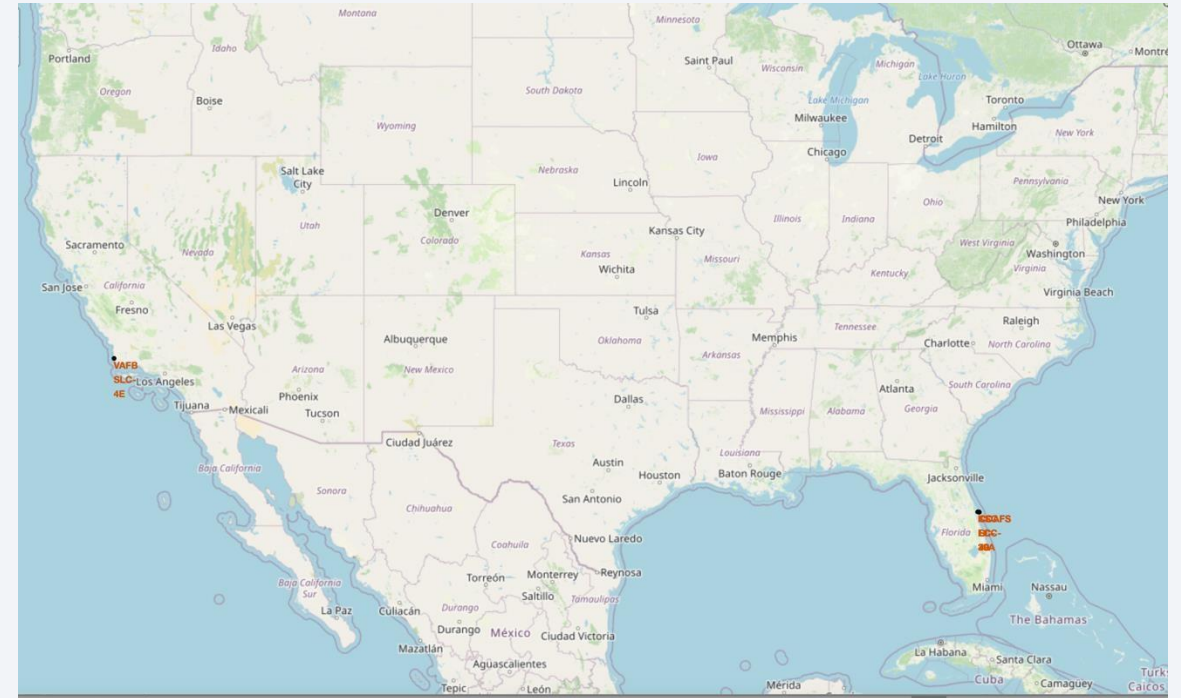 Montana
Minnesota
Portland
Idaho
Ottawa
Montré
Saint Paul
Wisconsin
Michigan
Lake Huron
Oregon
Boise
South Dakota
Lake Michigan
Toronto
Milwaukee
Hamilton
Wyoming
New York
Detroit
Chicago
Iowa
Salt Lake
City
Nebraska
Lincoln
Pennsylvania
New York
Ohio
Denver
Utah
Illinois
Indiana
Philadelphia
Kansas City
Sacramento
Colorado
West Virginia
Nevada
Kansas
Missouri
Washington
Wichita
Kentucky
Virginia
San Jose
California
Virginia Beach
Fresno
Tulsa
Raleigh
Las Vegas
Tennessee
Albuquerque
Oklahoma
Memphis
Charlotte
North Carolina
Arkansas
VAFB
SLC-
4E
Arizona
New Mexico
Los Angeles
South Carolina
Atlanta
Phoenix
Dallas
Tijuana
Mexicali
Mississippi
Alabama
Georgia
Tucson
Ciudad Juárez
Texas
Louisiana
Austin
Baja California
Houston
Baton Rouge
Jacksonville
Sonora
San Antonio
Chihuahua
Florida
Nuevo Laredo
Coahuila
Reynosa
Torreón
Monterrey
Baja California
Sur
Miami
Nassau
Saltillo
Tamaulipas
La Paz
Culiacán
Durango
The Bahamas
Durango
México
Ciudad Victoria
Mazatlán
La Habana
Santa Clara
Aguascalientes
Cuba
Camagüey
Turks
Caicos
Tepic
León
Mérida